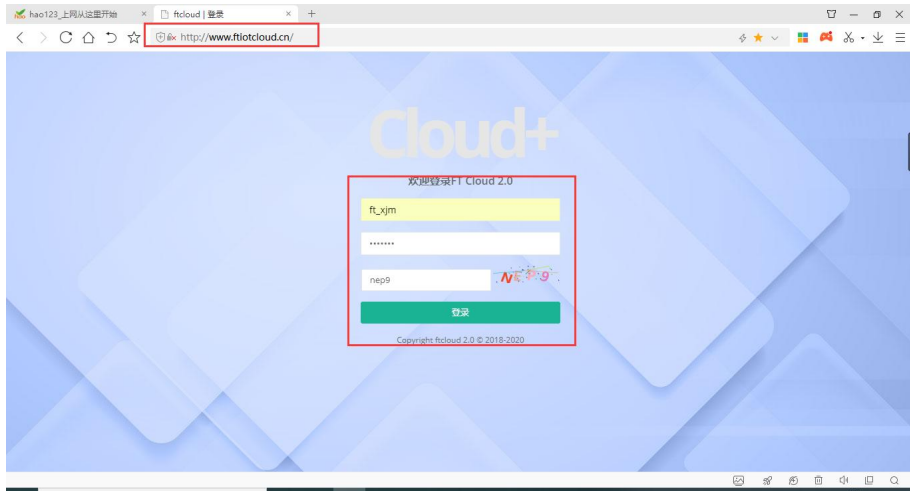 hao123_上网从这里开始
ftcloud | 登录
http://www.ftiotcloud.cn/
Cloud+
欢迎登录FT Cloud 2.0
ft_xjm
•••••••
nep9
NEP9
登录
Copyright ftcloud 2.0 © 2018-2020